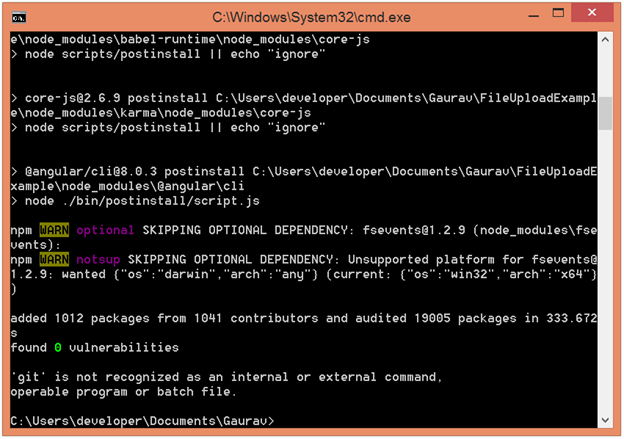 C:\Windows\System32\cmd.exe
e\node_modules\babel-runtime\node_modules\core-js
> node scripts/postinstall || echo "ignore"
> core-js@2.6.9 postinstall C:\Users\developer\Documents\Gaurav\FileUploadExampl
e\node_modules\karma\node_modules\core-js
> node scripts/postinstall || echo "ignore"
> @angular/cli@8.0.3 postinstall C:\Users\developer\Documents\Gaurav\FileUploadE
xample\node_modules\@angular\cli
> node ./bin/postinstall/script.js
npm WARN optional SKIPPING OPTIONAL DEPENDENCY: fsevents@1.2.9 (node_modules\fse
vents):
npm WARN notsup SKIPPING OPTIONAL DEPENDENCY: Unsupported platform for fsevents@
1.2.9: wanted {"os":"darwin","arch":"any"} (current: {"os":"win32","arch":"x64"}
)
added 1012 packages from 1041 contributors and audited 19005 packages in 333.672
s
found 0 vulnerabilities
'git' is not recognized as an internal or external command,
operable program or batch file.
C:\Users\developer\Documents\Gaurav>